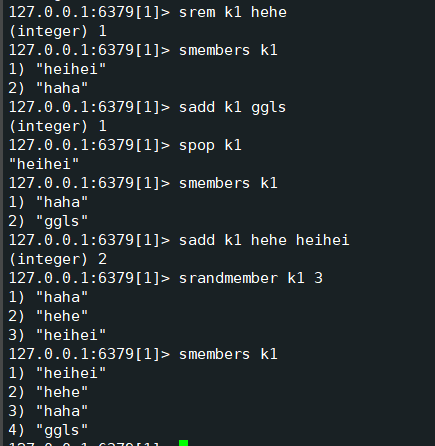 127.0.0.1:6379[1]> srem k1 hehe
(integer) 1
127.0.0.1:6379[1]> smembers k1
1) "heihei"
2) "haha"
127.0.0.1:6379[1]> sadd k1 ggls
(integer) 1
127.0.0.1:6379[1]> spop k1
"heihei"
127.0.0.1:6379[1]> smembers k1
1) "haha"
2) "ggls"
127.0.0.1:6379[1]> sadd k1 hehe heihei
(integer) 2
127.0.0.1:6379[1]> srandmember k1 3
1) "haha"
2) "hehe"
3) "heihei"
127.0.0.1:6379[1]> smembers k1
1) "heihei"
2) "hehe"
3) "haha"
4) "ggls"
127.0.0.1:6379[1]>